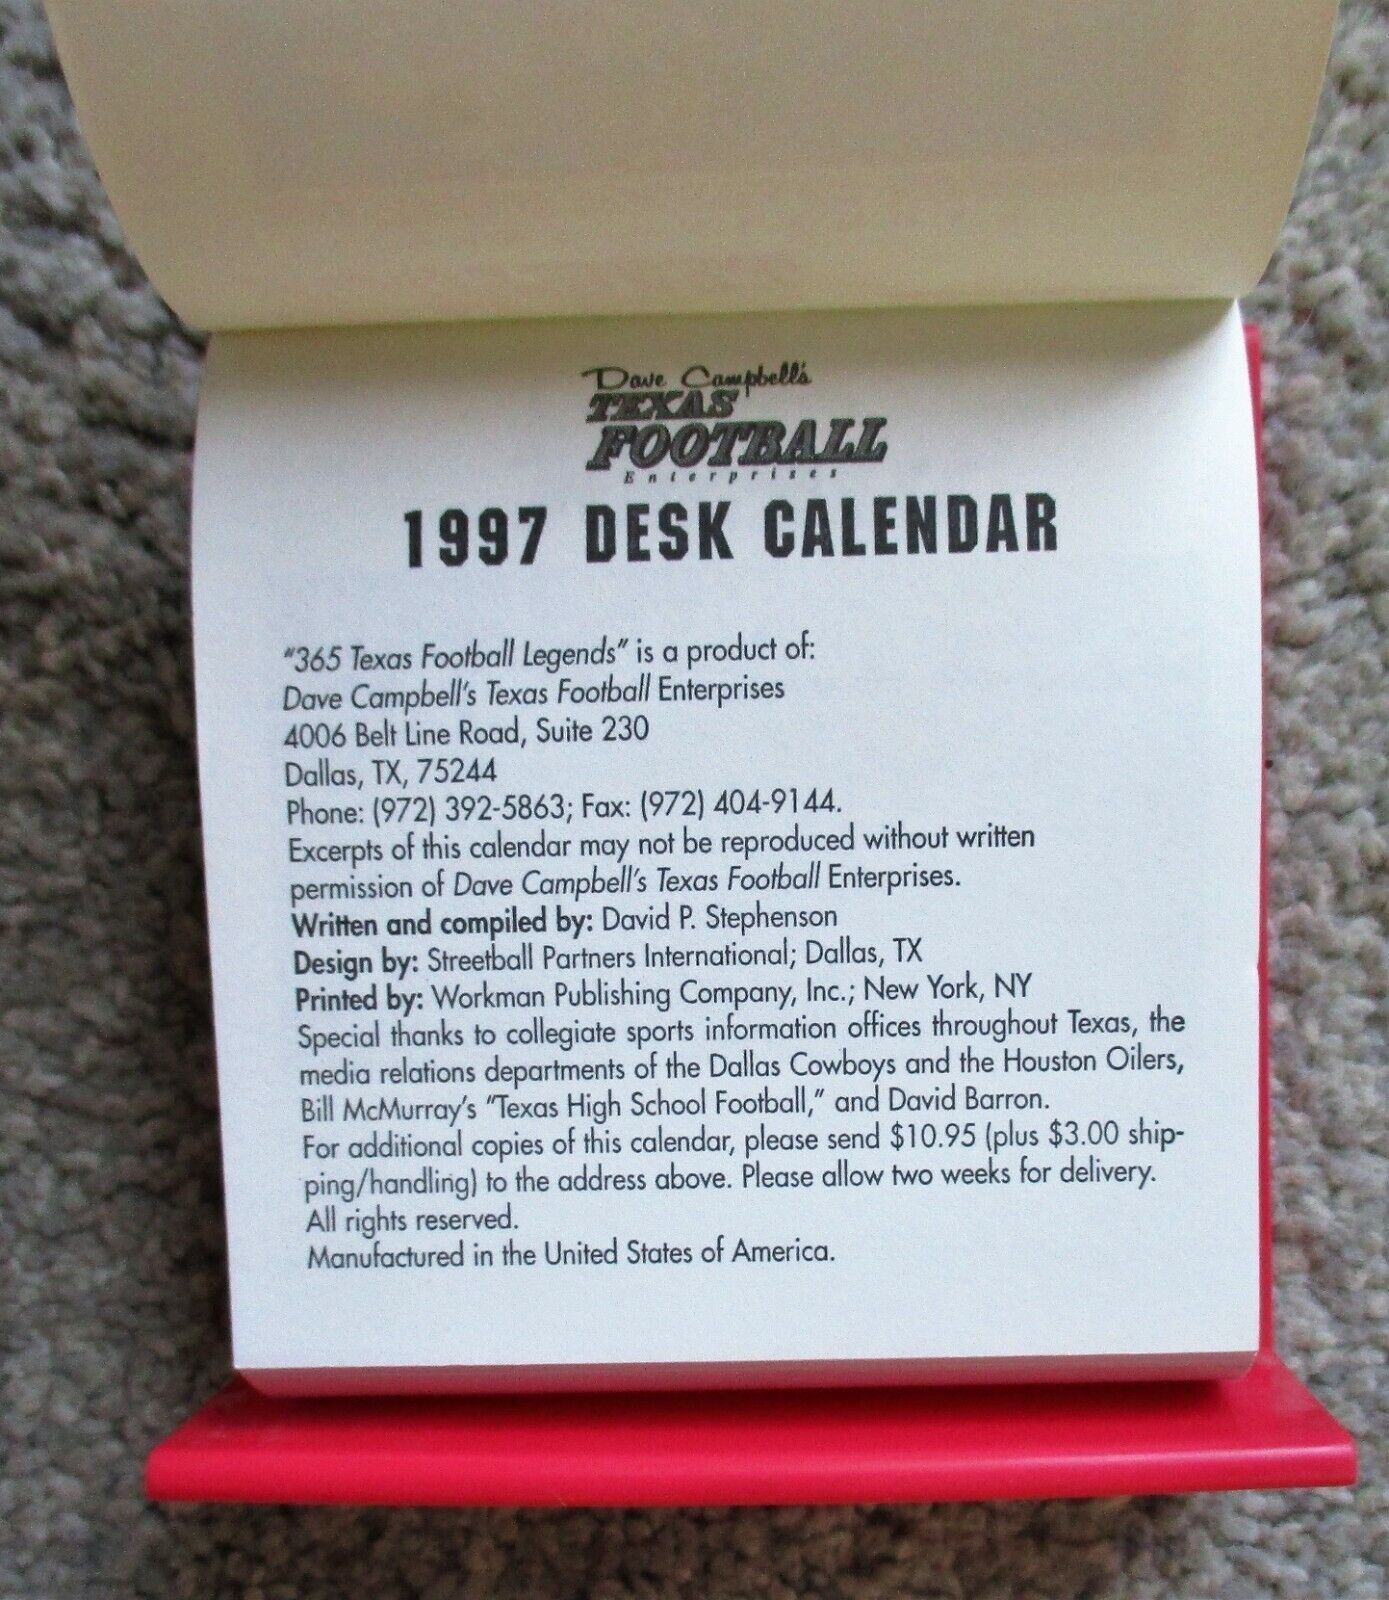 Dave Campbell's
TEXAS
FOOTBALL
Enterprises
1997 DESK CALENDAR
"365 Texas Football Legends" is a product of:
Dave Campbell's Texas Football Enterprises
4006 Belt Line Road, Suite 230
Dallas, TX, 75244
Phone: (972) 392-5863; Fax: (972) 404-9144.
Excerpts of this calendar may not be reproduced without written
permission of Dave Campbell's Texas Football Enterprises.
Written and compiled by: David P. Stephenson
Design by: Streetball Partners International; Dallas, TX
Printed by: Workman Publishing Company, Inc.; New York, NY
Special thanks to collegiate sports information offices throughout Texas, the
media relations departments of the Dallas Cowboys and the Houston Oilers,
Bill McMurray's "Texas High School Football," and David Barron.
For additional copies of this calendar, please send $10.95 (plus $3.00 ship-
ping/handling) to the address above. Please allow two weeks for delivery.
All rights reserved.
Manufactured in the United States of America.